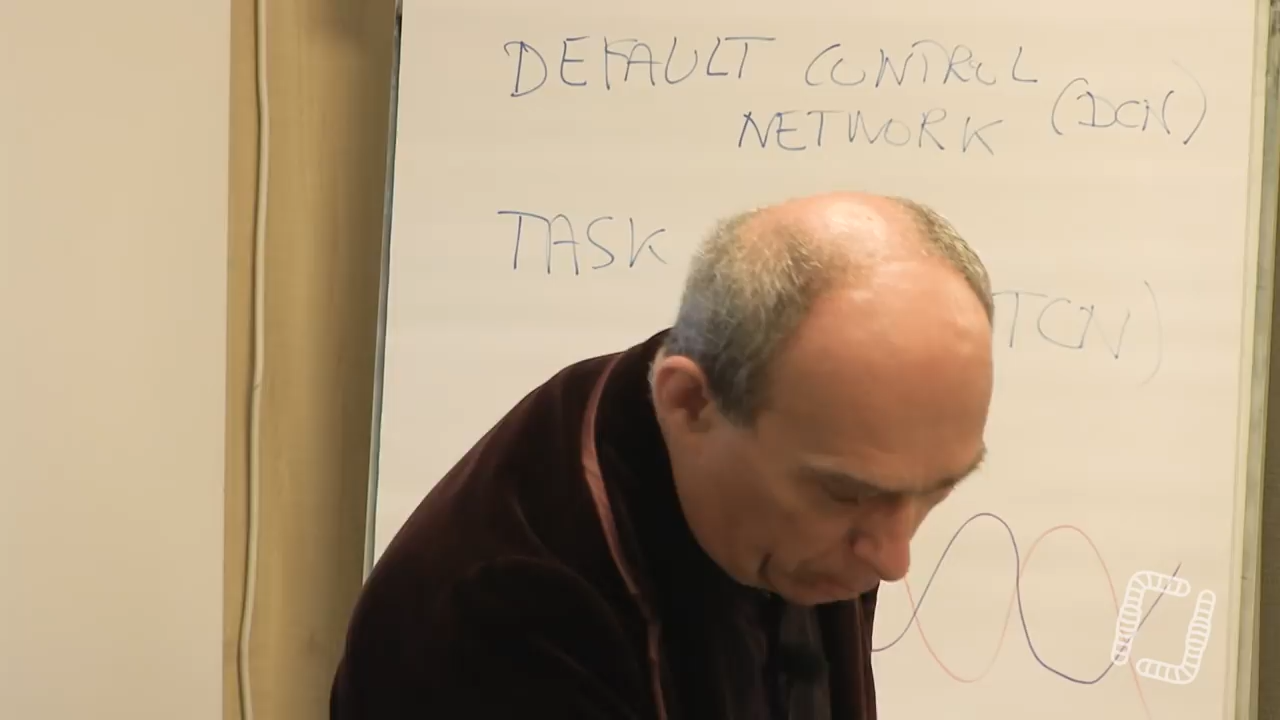 DEFAULT CONTROL
NETWORK (DCN)
TASK
TCN)